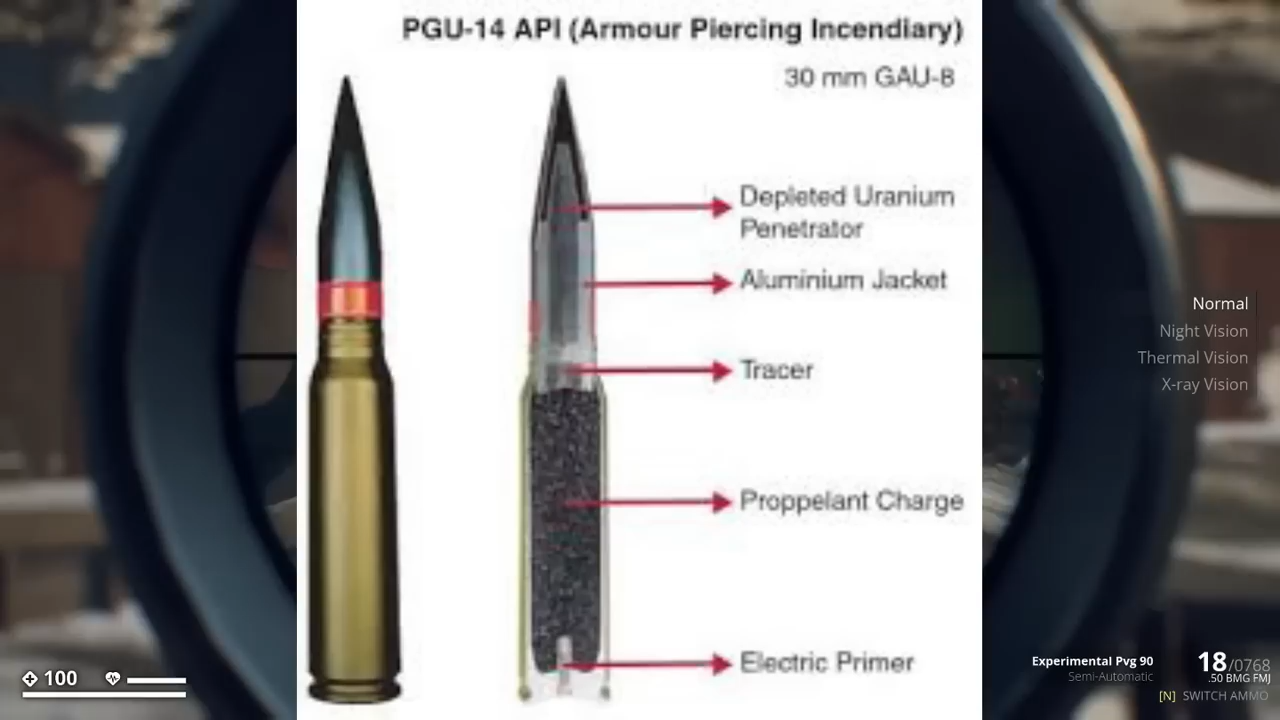 PGU-14 API (Armour Piercing Incendiary)
30 mm GAU-8
Depleted Uranium
Penetrator
Aluminium Jacket
Tracer
Proppelant Charge
Electric Primer
Normal
Night Vision
Thermal Vision
X-ray Vision
100
Experimental Pvg 90
Semi-Automatic
18/0768
.50 BMG FMJ
[N] SWITCH AMMO